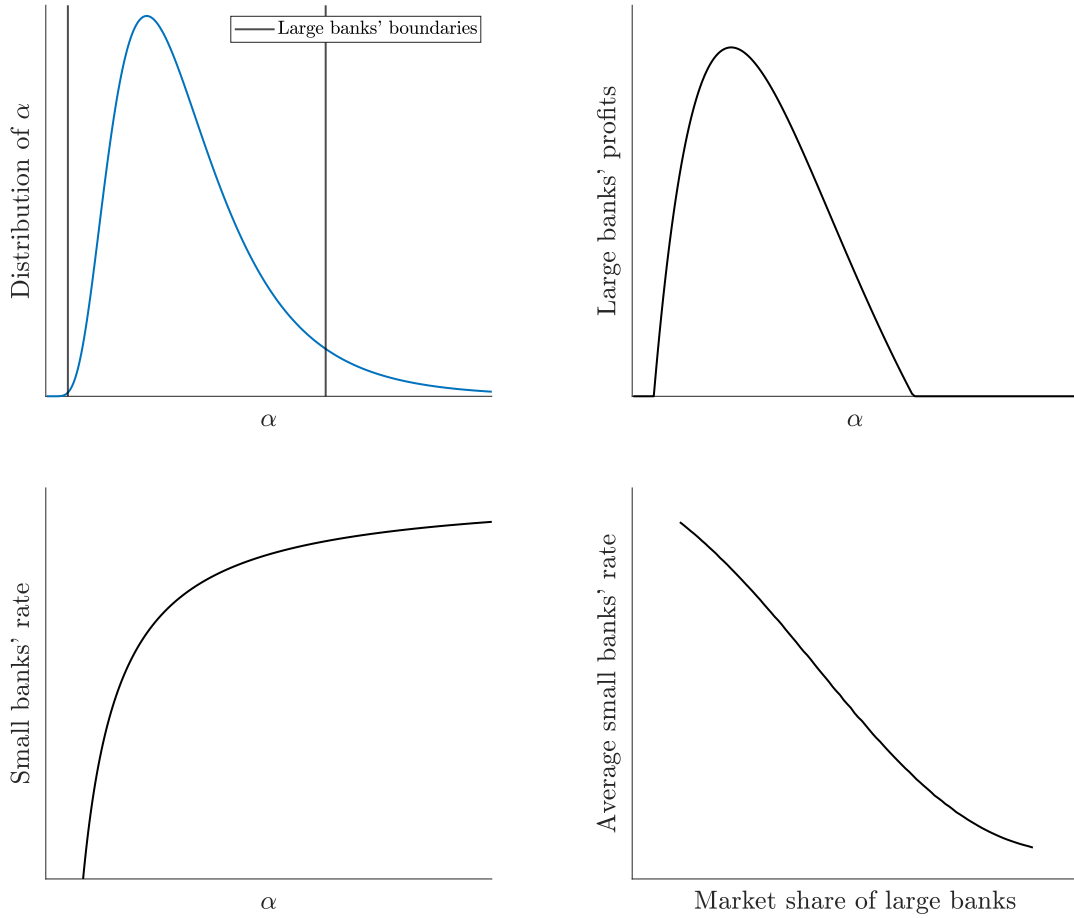 Large banks' boundaries
Distribution of α
α
Large banks' profits
α
Small banks' rate
α
Average small banks' rate
Market share of large banks